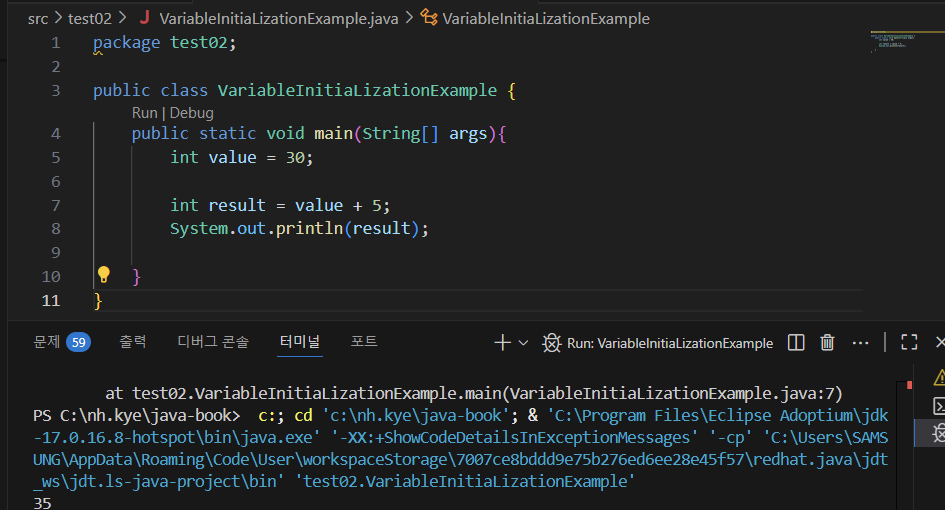 src > test02 > J VariableInitiaLizationExample.java > VariableInitiaLizationExample
1 package test02;
2
3 public class VariableInitiaLizationExample {
Run | Debug
4 public static void main(String[] args){
5 int value = 30;
6
7 int result = value + 5;
8 System.out.println(result);
9
10 }
11 }
문제 59 출력 디버그 콘솔 터미널 포트 Run: VariableInitiaLizationExample
at test02.VariableInitiaLizationExample.main(VariableInitiaLizationExample.java:7)
PS C:\nh.kye\java-book> c:; cd 'c:\nh.kye\java-book'; & 'C:\Program Files\Eclipse Adoptium\jdk
-17.0.16.8-hotspot\bin\java.exe' '-XX:+ShowCodeDetailsInExceptionMessages' '-cp' 'C:\Users\SAMS
UNG\AppData\Roaming\Code\User\workspaceStorage\7007ce8bddd9e75b276ed6ee28e45f57\redhat.java\jdt
_ws\jdt.ls-java-project\bin' 'test02.VariableInitiaLizationExample'
35